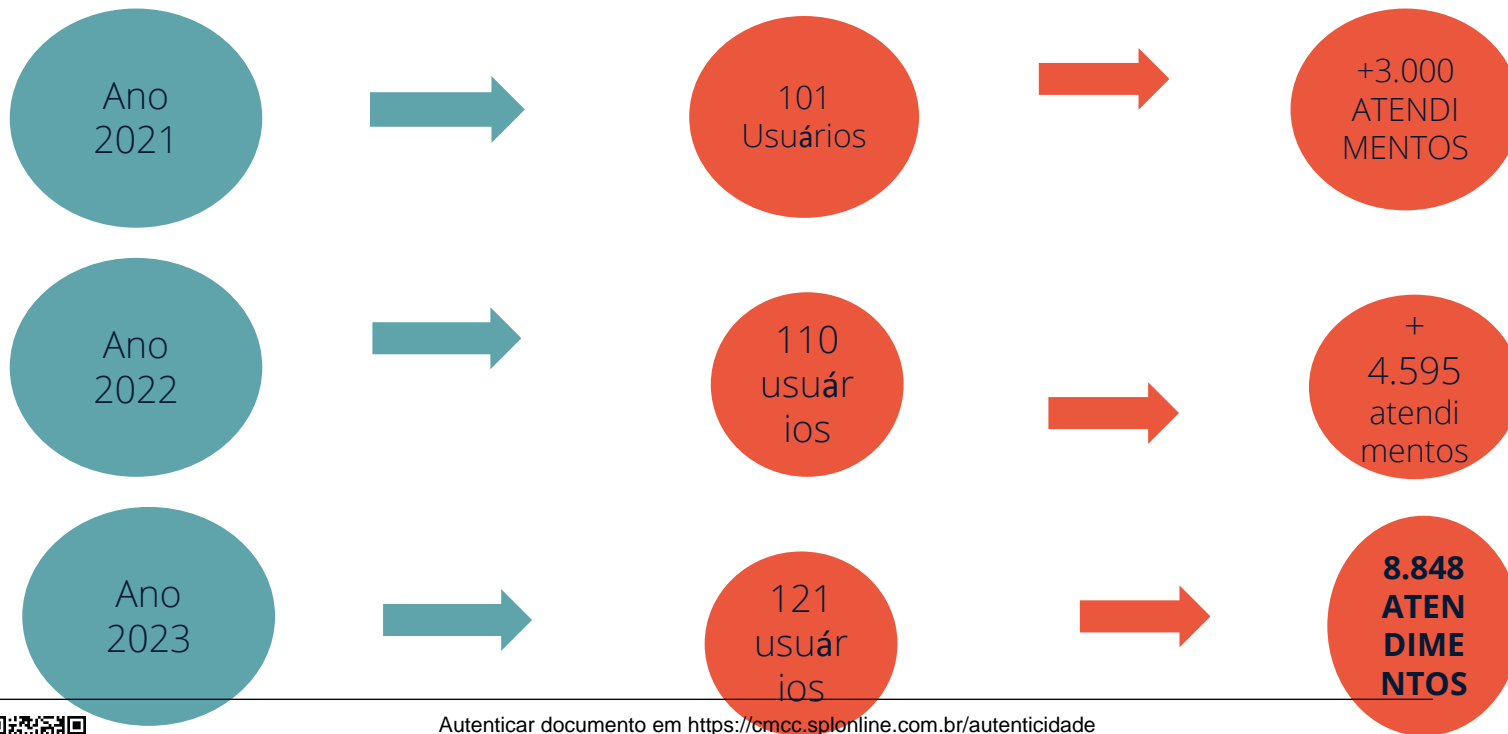 Ano
2021
101
Usuários
+3.000
ATENDI
MENTOS
Ano
2022
110
usuár
ios
+
4.595
atendi
mentos
Ano
2023
121
usuár
ios
8.848
ATEN
DIME
NTOS
Autenticar documento em https://cmcc.splonline.com.br/autenticidade